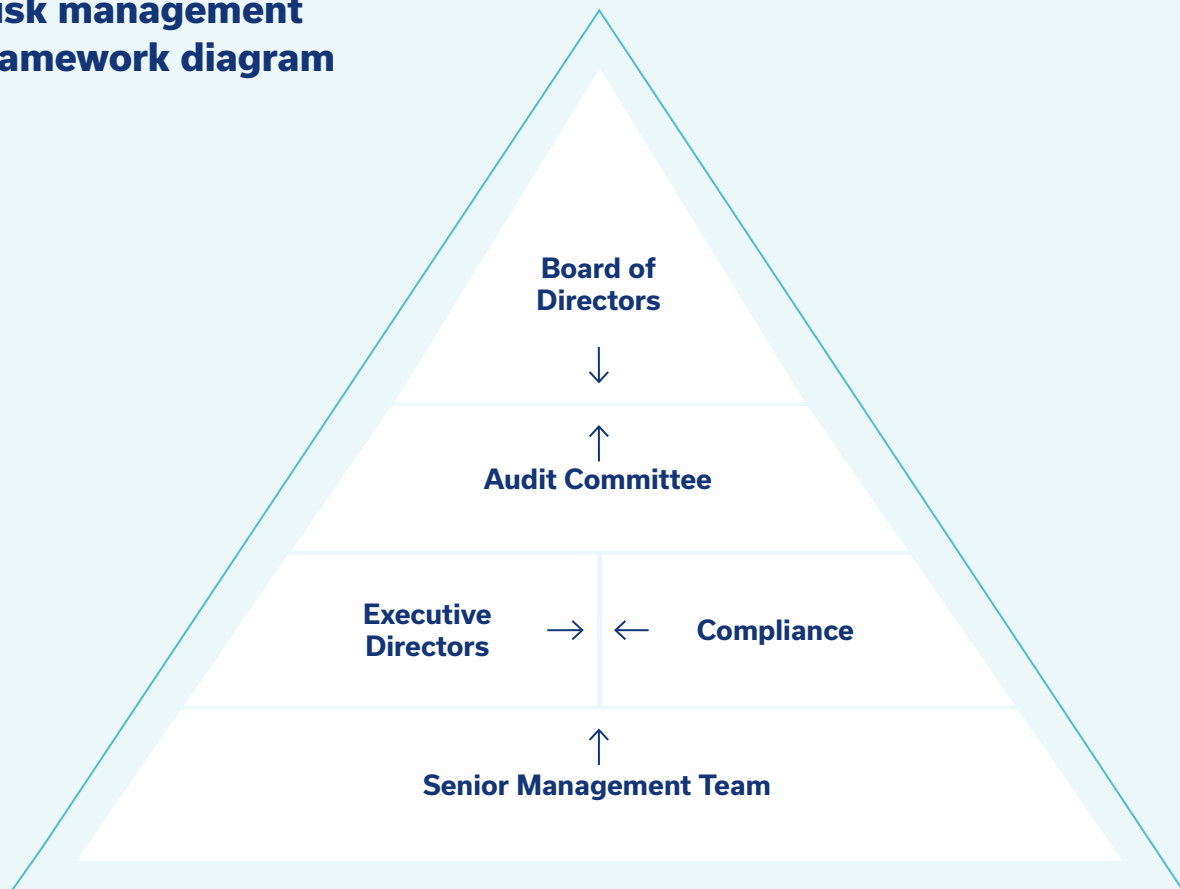 isk management
amework diagram
Board of
Directors
Audit Committee
Executive
Directors
Compliance
Senior Management Team